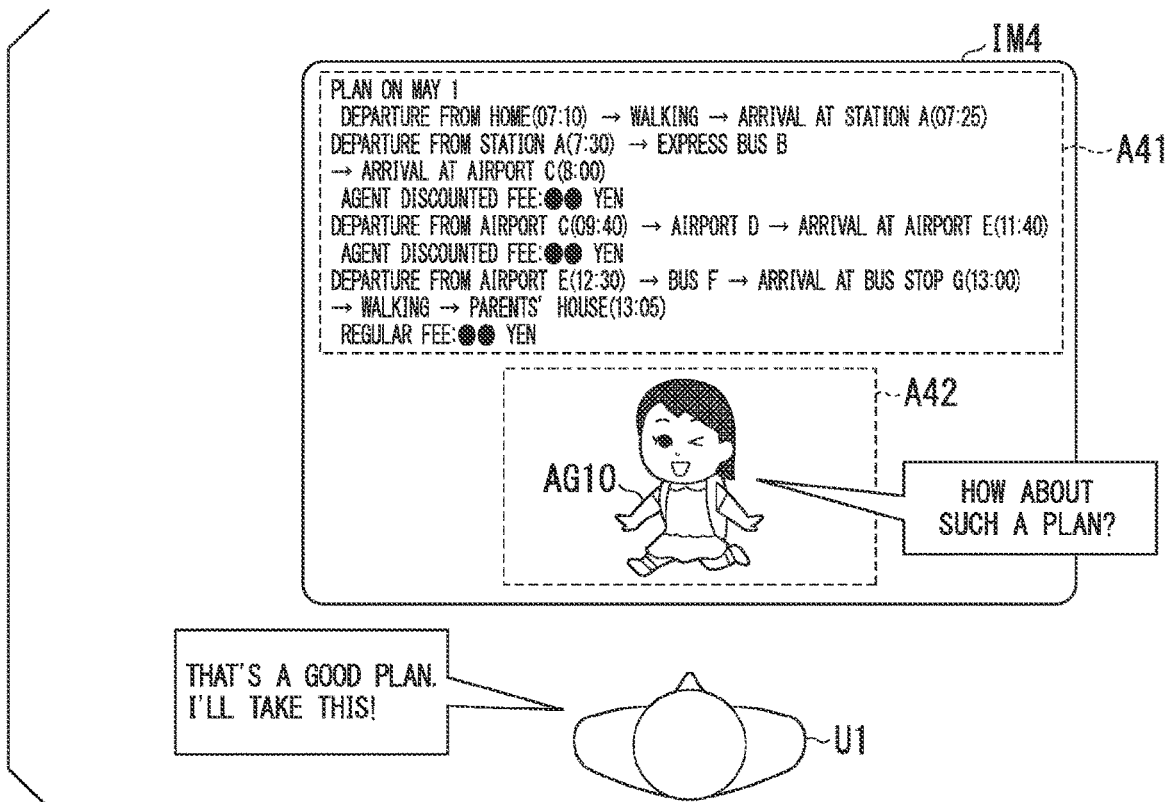 IM4
PLAN ON MAY 1
DEPARTURE FROM HOME(07:10) → WALKING → ARRIVAL AT STATION A(07:25)
DEPARTURE FROM STATION A(7:30) → EXPRESS BUS B
→ ARRIVAL AT AIRPORT C(8:00)
AGENT DISCOUNTED FEE:●● YEN
DEPARTURE FROM AIRPORT C(09:40) → AIRPORT D → ARRIVAL AT AIRPORT E(11:40)
AGENT DISCOUNTED FEE:●● YEN
DEPARTURE FROM AIRPORT E(12:30) → BUS F → ARRIVAL AT BUS STOP G(13:00)
→ WALKING → PARENTS' HOUSE(13:05)
REGULAR FEE:●● YEN
A41
A42
AG10
HOW ABOUT
SUCH A PLAN?
THAT'S A GOOD PLAN.
I'LL TAKE THIS!
U1